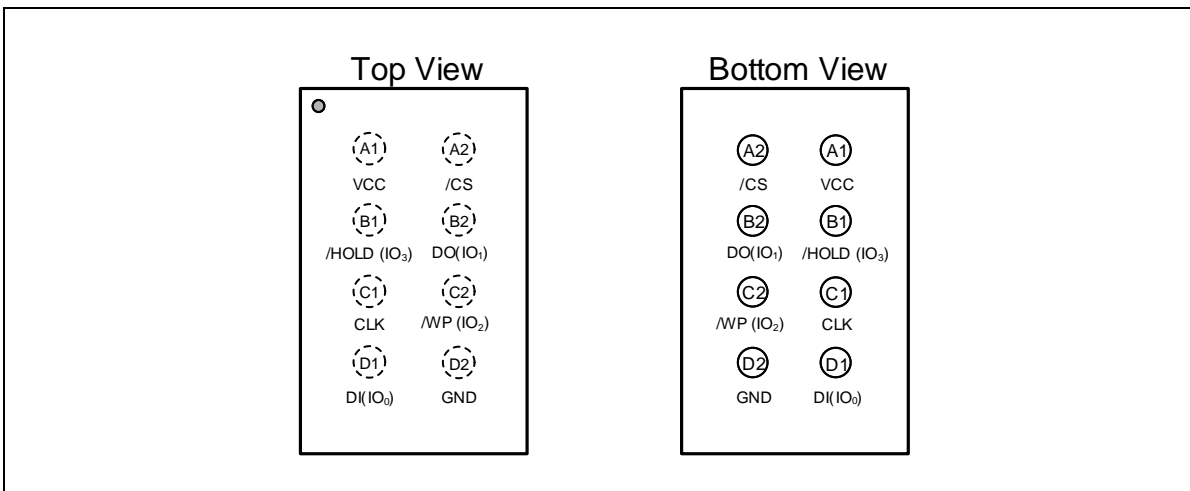 Top View
A1 A2
VCC /CS
B1 B2
/HOLD (IO₃) DO(IO₁)
C1 C2
CLK /WP (IO₂)
D1 D2
DI(IO₀) GND
Bottom View
A2 A1
/CS VCC
B2 B1
DO(IO₁) /HOLD (IO₃)
C2 C1
/WP (IO₂) CLK
D2 D1
GND DI(IO₀)